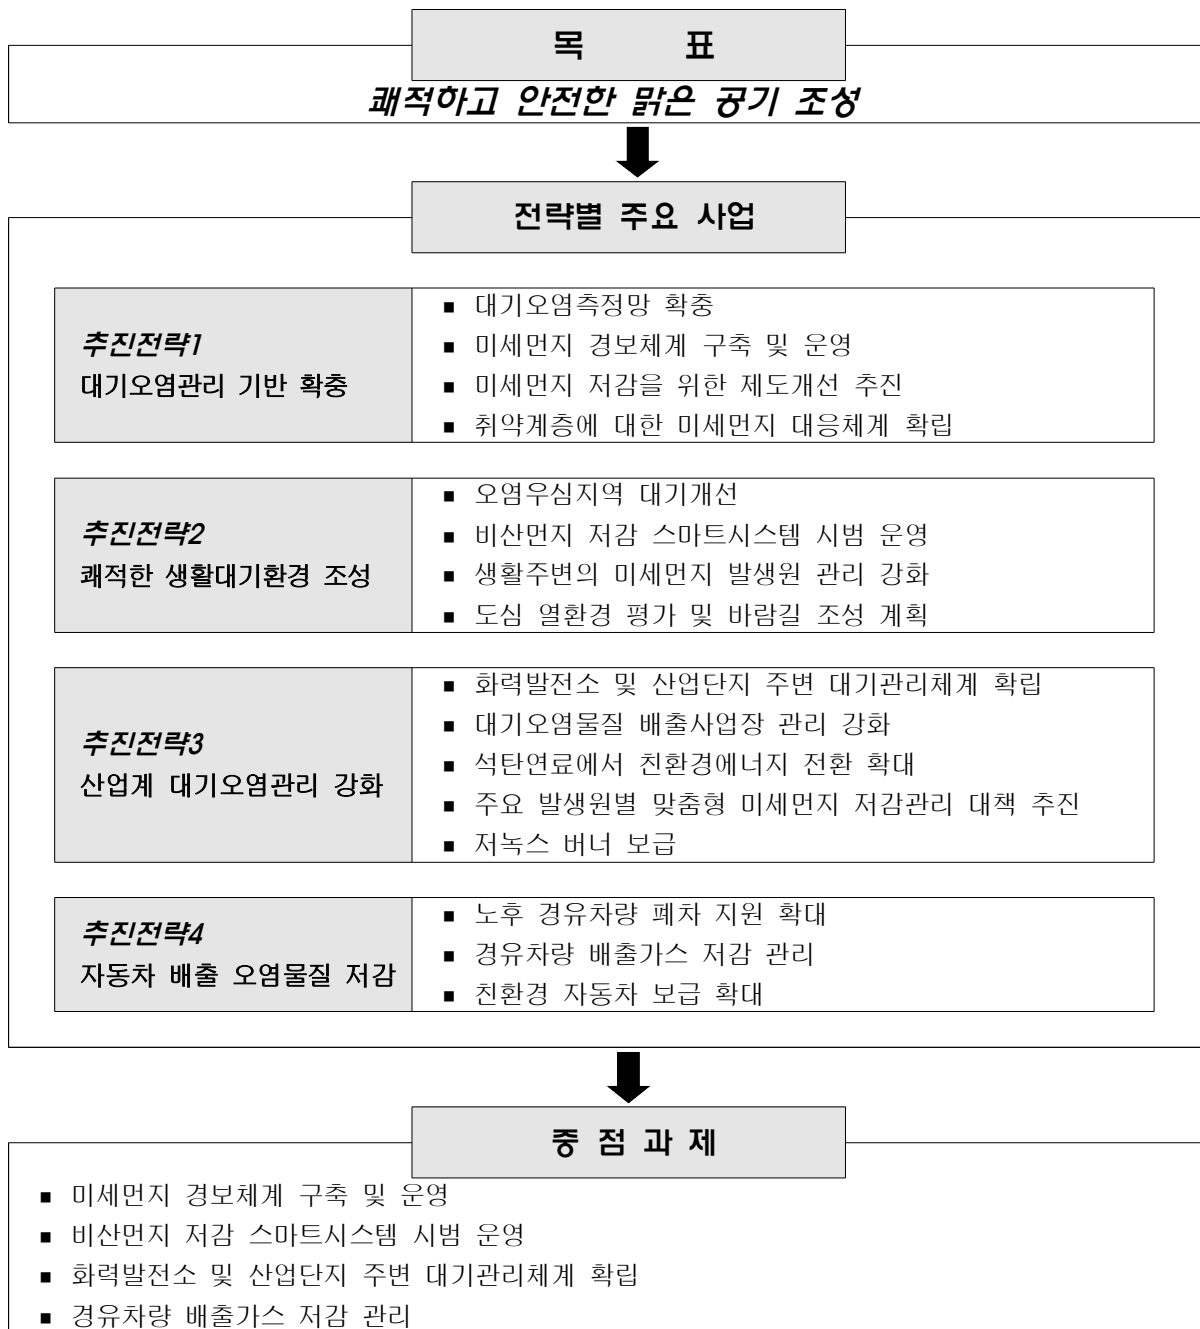 목 표
쾌적하고 안전한 맑은 공기 조성
전략별 주요 사업
추진전략1
대기오염관리 기반 확충
▪ 대기오염측정망 확충
▪ 미세먼지 경보체계 구축 및 운영
▪ 미세먼지 저감을 위한 제도개선 추진
▪ 취약계층에 대한 미세먼지 대응체계 확립
추진전략2
쾌적한 생활대기환경 조성
▪ 오염우심지역 대기개선
▪ 비산먼지 저감 스마트시스템 시범 운영
▪ 생활주변의 미세먼지 발생원 관리 강화
▪ 도심 열환경 평가 및 바람길 조성 계획
추진전략3
산업계 대기오염관리 강화
▪ 화력발전소 및 산업단지 주변 대기관리체계 확립
▪ 대기오염물질 배출사업장 관리 강화
▪ 석탄연료에서 친환경에너지 전환 확대
▪ 주요 발생원별 맞춤형 미세먼지 저감관리 대책 추진
▪ 저녹스 버너 보급
추진전략4
자동차 배출 오염물질 저감
▪ 노후 경유차량 폐차 지원 확대
▪ 경유차량 배출가스 저감 관리
▪ 친환경 자동차 보급 확대
중 점 과 제
▪ 미세먼지 경보체계 구축 및 운영
▪ 비산먼지 저감 스마트시스템 시범 운영
▪ 화력발전소 및 산업단지 주변 대기관리체계 확립
▪ 경유차량 배출가스 저감 관리